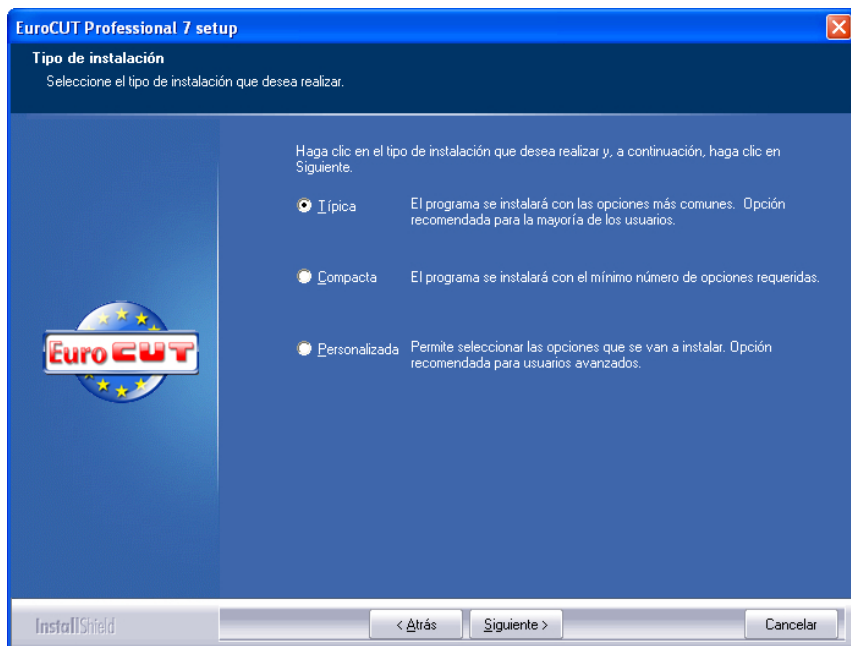 EuroCUT Professional 7 setup
Tipo de instalación
Seleccione el tipo de instalación que desea realizar.
Haga clic en el tipo de instalación que desea realizar y, a continuación, haga clic en
Siguiente.
Típica
El programa se instalará con las opciones más comunes.  Opción
recomendada para la mayoría de los usuarios.
Compacta
El programa se instalará con el mínimo número de opciones requeridas.
Personalizada
Permite seleccionar las opciones que se van a instalar. Opción
recomendada para usuarios avanzados.
Euro CUT
InstallShield
< Atrás
Siguiente >
Cancelar